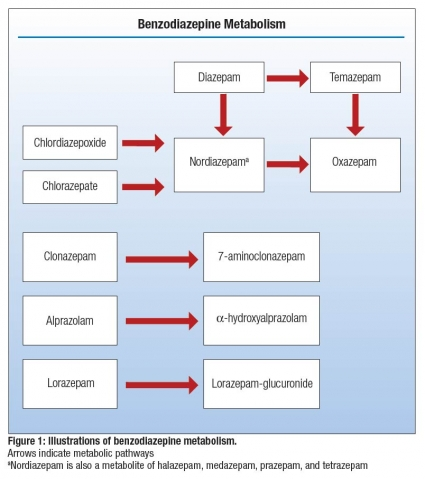 Benzodiazepine Metabolism
Diazepam
Temazepam
Chlordiazepoxide
Nordiazepamª
Oxazepam
Chlorazepate
Clonazepam
7-aminoclonazepam
Alprazolam
α-hydroxyalprazolam
Lorazepam
Lorazepam-glucuronide
Figure 1: Illustrations of benzodiazepine metabolism.
Arrows indicate metabolic pathways
ªNordiazepam is also a metabolite of halazepam, medazepam, prazepam, and tetrazepam